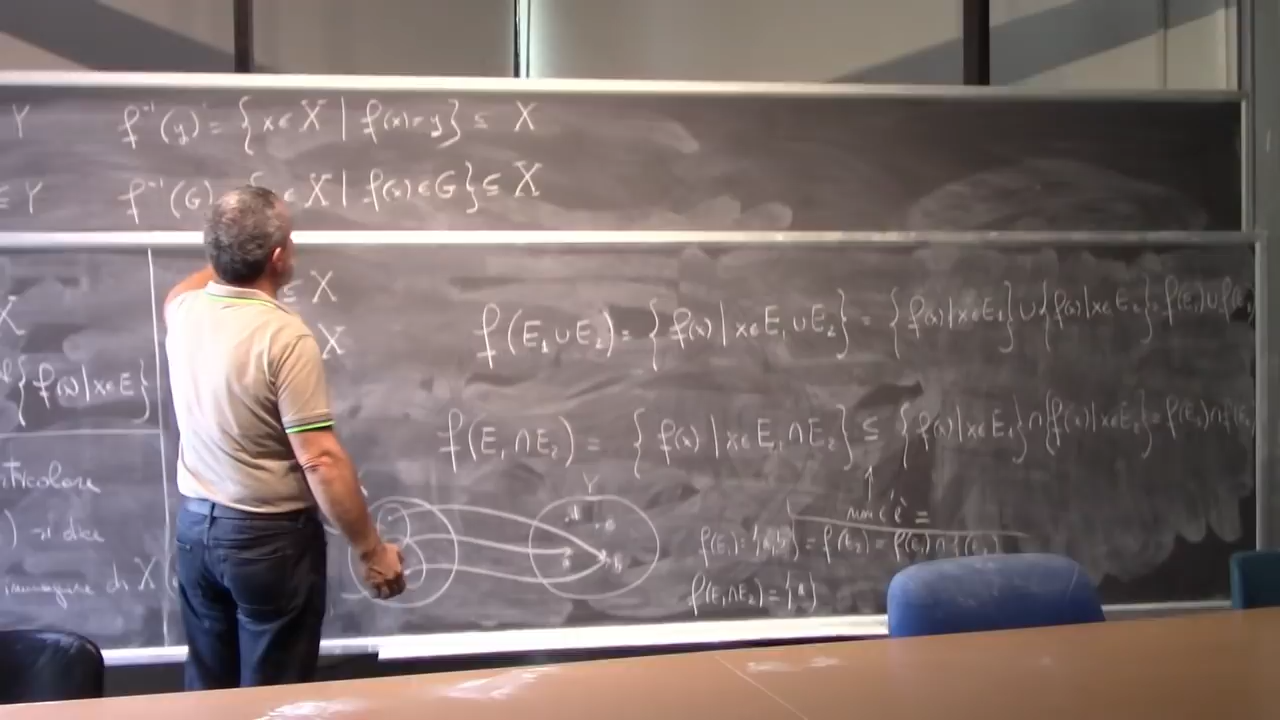 Y f⁻¹(y) = {x ∈ X | f(x) = y} ⊆ X
⊆ Y f⁻¹(G) = { ∈ X | f(x) ∈ G} ⊆ X
⊆ X
X
X
{f(x) | x ∈ E}
f(E₁ ∪ E₂) = {f(x) | x ∈ E₁ ∪ E₂} = {f(x) | x ∈ E₁} ∪ {f(x) | x ∈ E₂} = f(E₁) ∪ f(E₂)
f(E₁ ∩ E₂) = {f(x) | x ∈ E₁ ∩ E₂} ⊆ {f(x) | x ∈ E₁} ∩ {f(x) | x ∈ E₂} = f(E₁) ∩ f(E₂)
↑
non c'è =
) si dice
immagine di X
Y
f(E₁) = {a, b} = f(E₂) = f(E₁) ∩ f(E₂)
f(E₁ ∩ E₂) = {a}